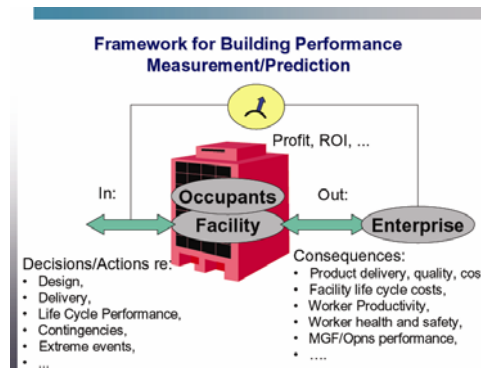 Framework for Building Performance
Measurement/Prediction
Profit, ROI, ...
In:
Occupants
Out:
Facility
Enterprise
Decisions/Actions re:
• Design,
• Delivery,
• Life Cycle Performance,
• Contingencies,
• Extreme events,
• ...
Consequences:
• Product delivery, quality, cos
• Facility life cycle costs,
• Worker Productivity,
• Worker health and safety,
• MGF/Opns performance,
• ....